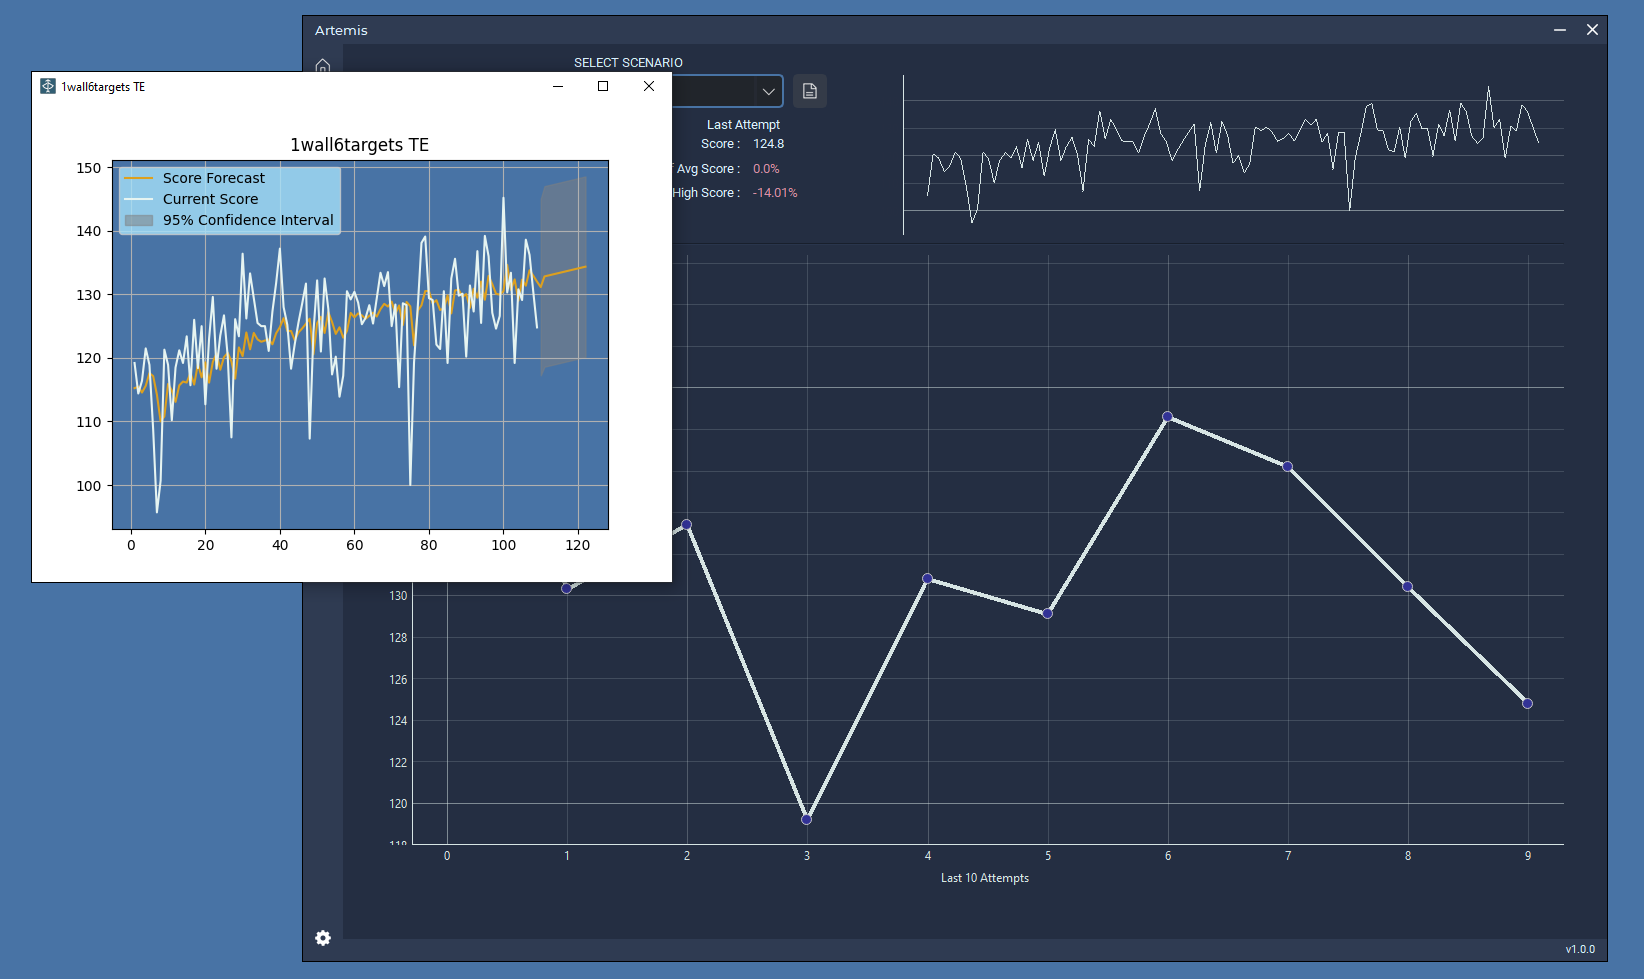 Artemis
SELECT SCENARIO
1wall6targets TE
1wall6targets TE
150
140
130
120
110
100
0 20 40 60 80 100 120
Score Forecast
Current Score
95% Confidence Interval
Last Attempt
Score : 124.8
Avg Score : 0.0%
High Score : -14.01%
130
128
126
124
122
120
118
0 1 2 3 4 5 6 7 8 9
Last 10 Attempts
v1.0.0